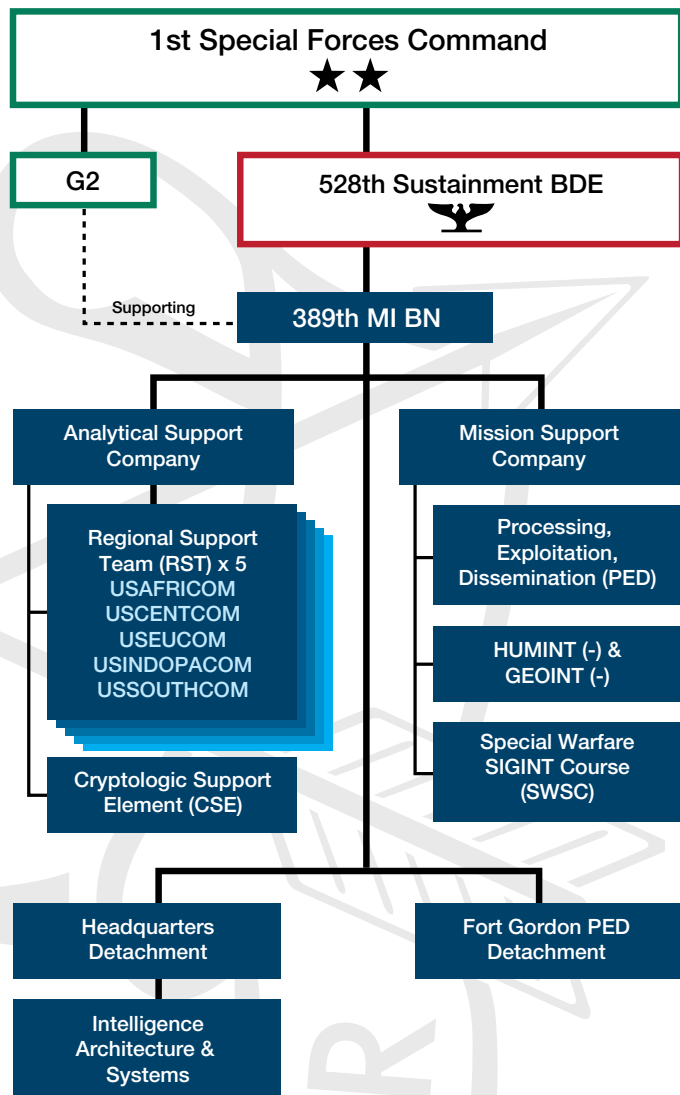 1st Special Forces Command
G2
528th Sustainment BDE
Supporting
389th MI BN
Analytical Support
Company
Mission Support
Company
Regional Support
Team (RST) x 5
USAFRICOM
USCENTCOM
USEUCOM
USINDOPACOM
USSOUTHCOM
Processing,
Exploitation,
Dissemination (PED)
HUMINT (-) &
GEOINT (-)
Cryptologic Support
Element (CSE)
Special Warfare
SIGINT Course
(SWSC)
Headquarters
Detachment
Fort Gordon PED
Detachment
Intelligence
Architecture &
Systems